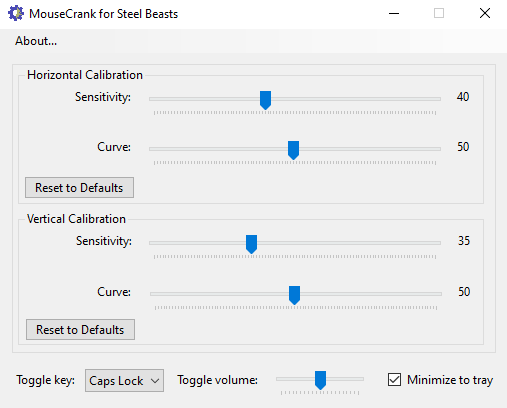 MouseCrank for Steel Beasts
About...
Horizontal Calibration
Sensitivity: 40
Curve: 50
Reset to Defaults
Vertical Calibration
Sensitivity: 35
Curve: 50
Reset to Defaults
Toggle key: Caps Lock Toggle volume: Minimize to tray